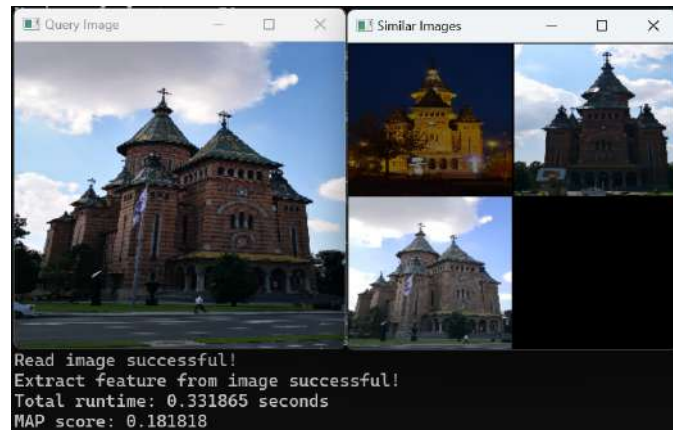 Query Image
Similar Images
Read image successful!
Extract feature from image successful!
Total runtime: 0.331865 seconds
MAP score: 0.181818